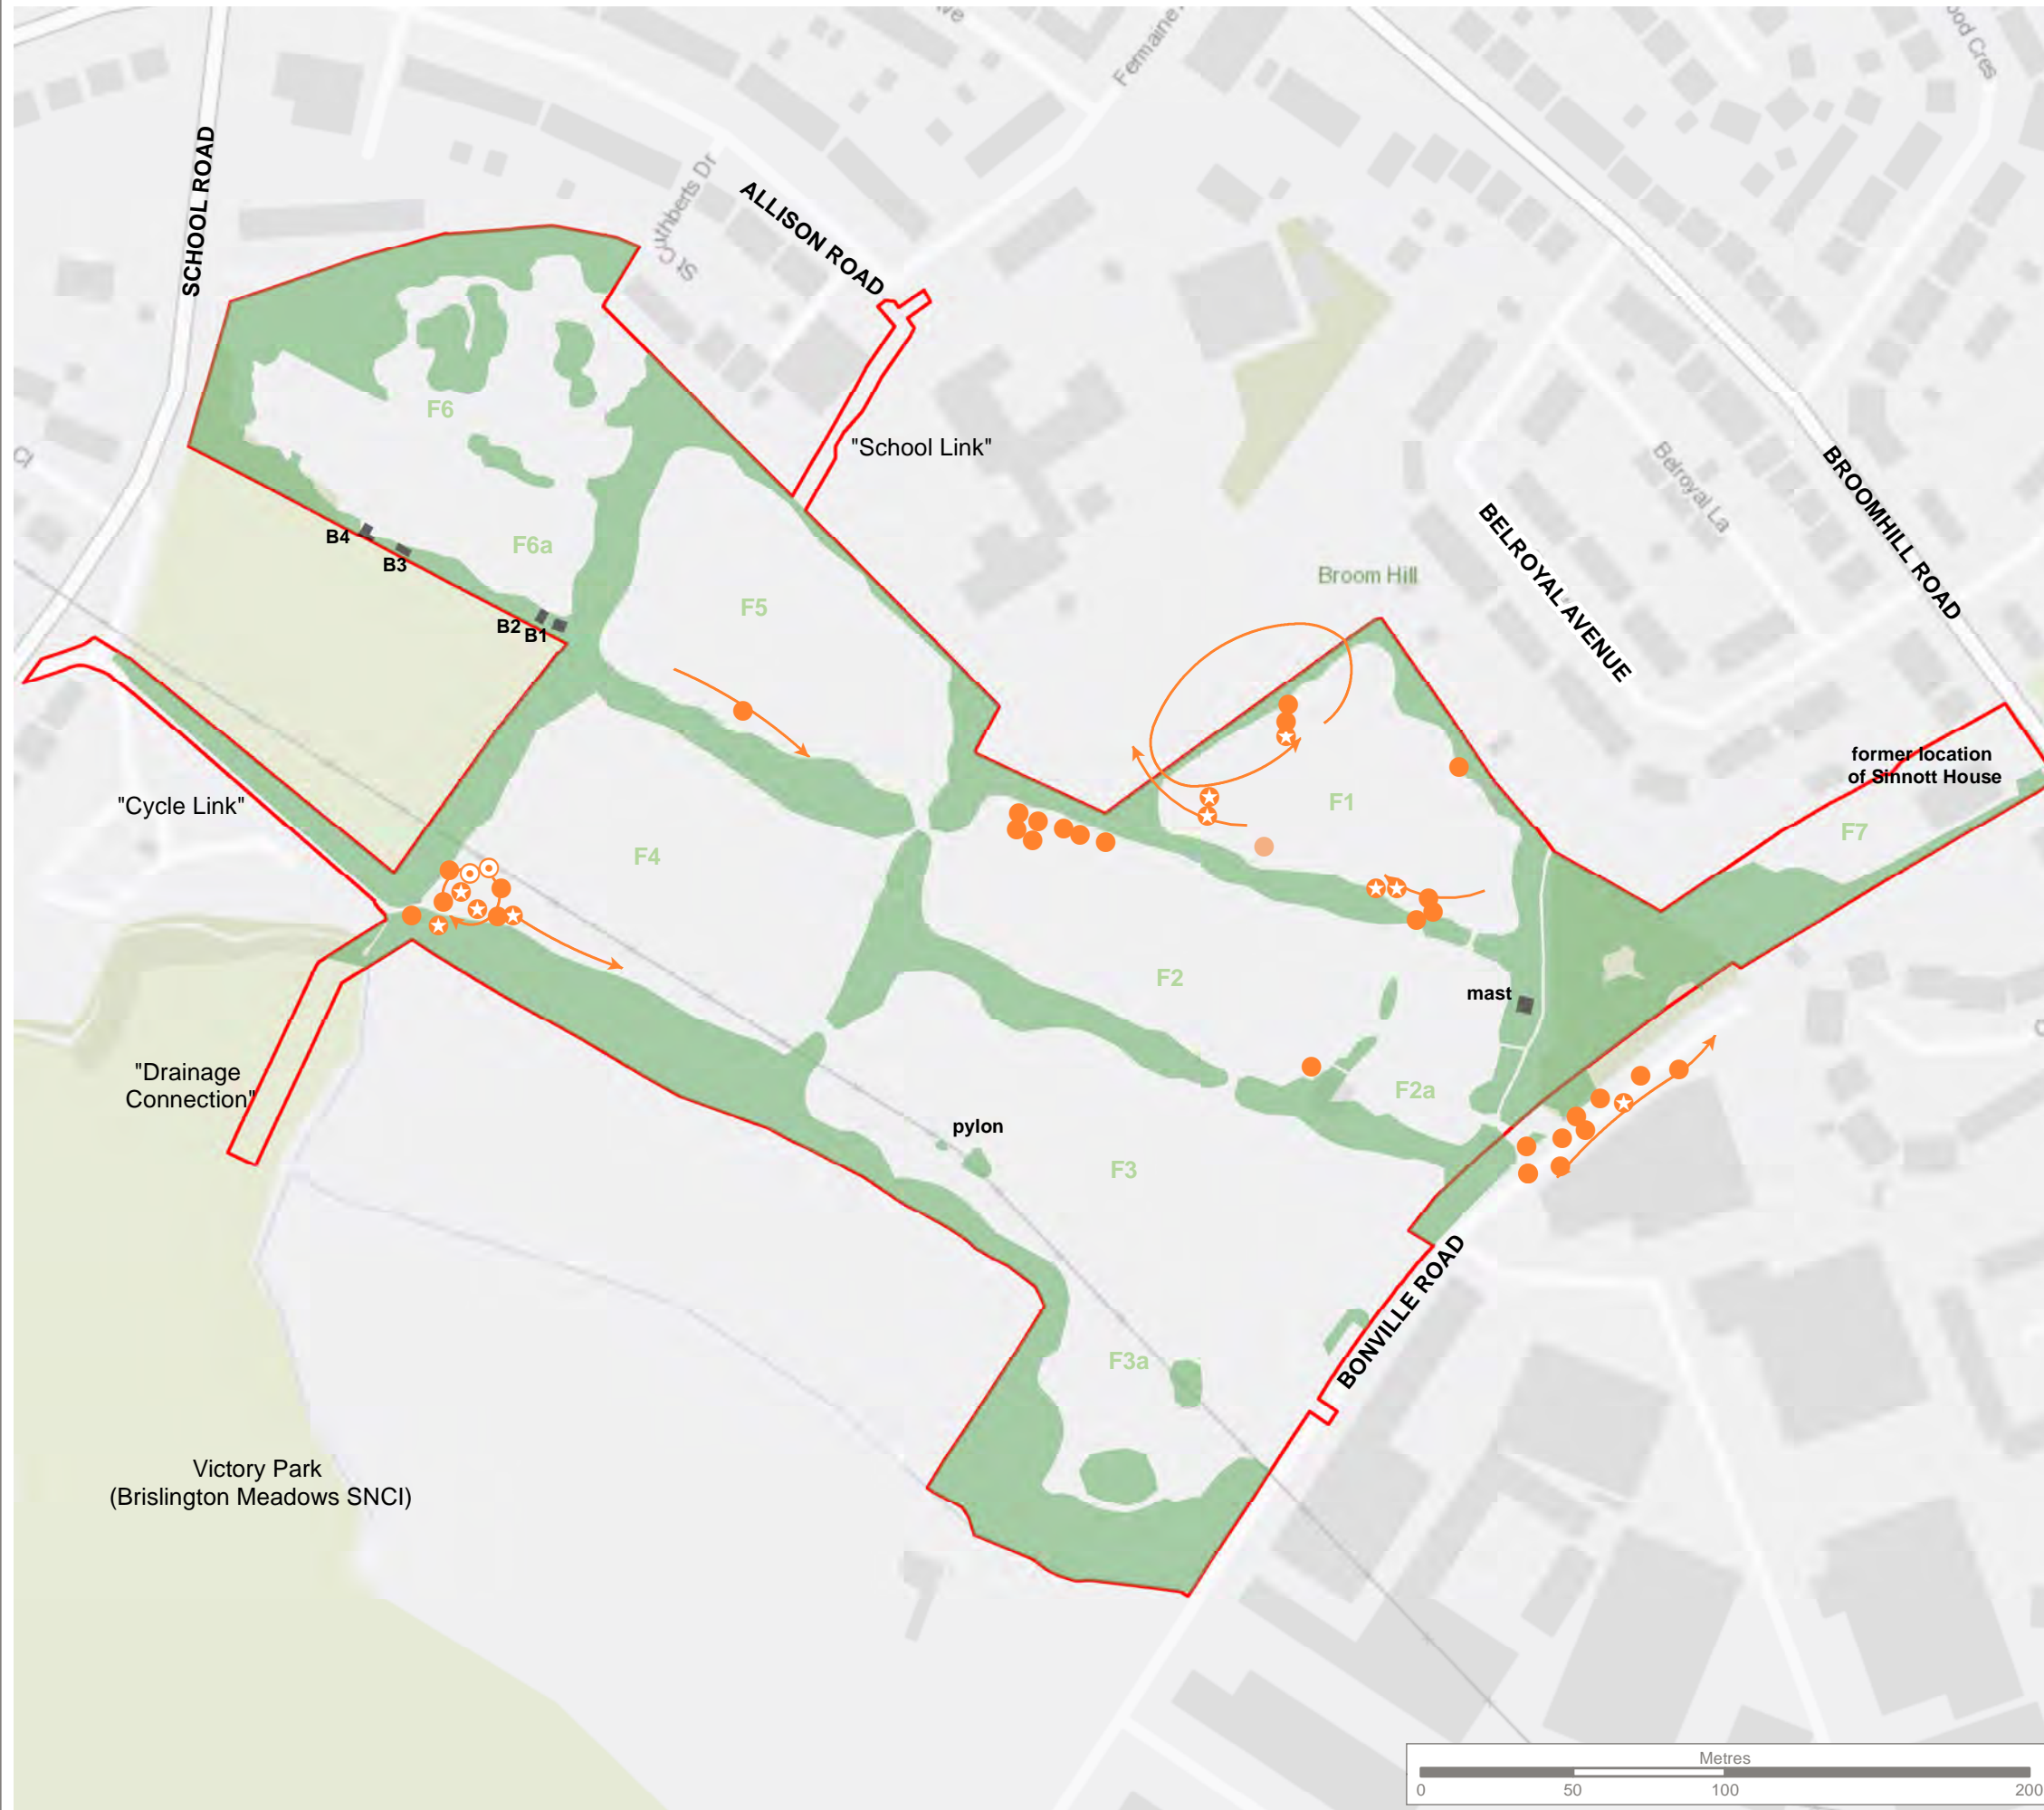 SCHOOL ROAD
ALLISON ROAD
St Cuthberts Dr
"School Link"
F6
F6a
B4
B3
B2
B1
F5
Broom Hill
BELROYAL AVENUE
Belroyal La
BROOMHILL ROAD
former location
of Sinnott House
F7
"Cycle Link"
F4
F1
F2
mast
"Drainage
Connection"
F2a
pylon
F3
F3a
BONVILLE ROAD
Victory Park
(Brislington Meadows SNCI)
Metres
0 50 100 200